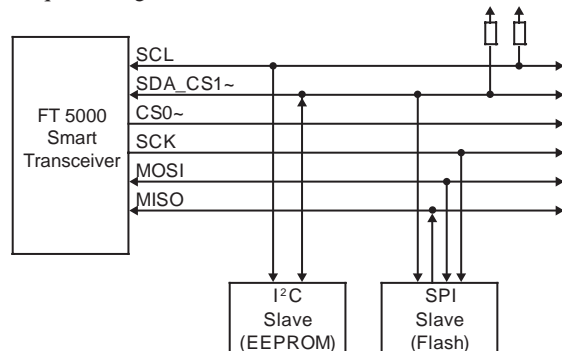 SCL
SDA_CS1~
CS0~
SCK
MOSI
MISO
FT 5000
Smart
Transceiver
I²C
Slave
(EEPROM)
SPI
Slave
(Flash)